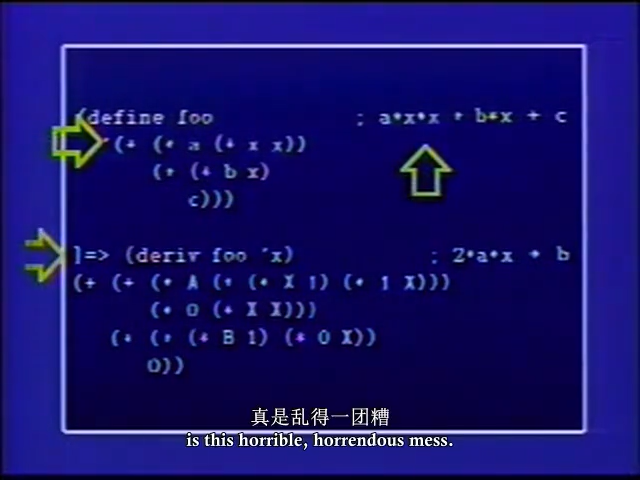 (define foo ; a*x*x + b*x + c
'(+ (* a (* x x))
(+ (* b x)
c)))
]=> (deriv foo 'x) ; 2*a*x + b
(+ (+ (* A (+ (* X 1) (* 1 X)))
(* 0 (* X X)))
(+ (+ (* B 1) (* 0 X))
0))
真是乱得一团糟
is this horrible, horrendous mess.